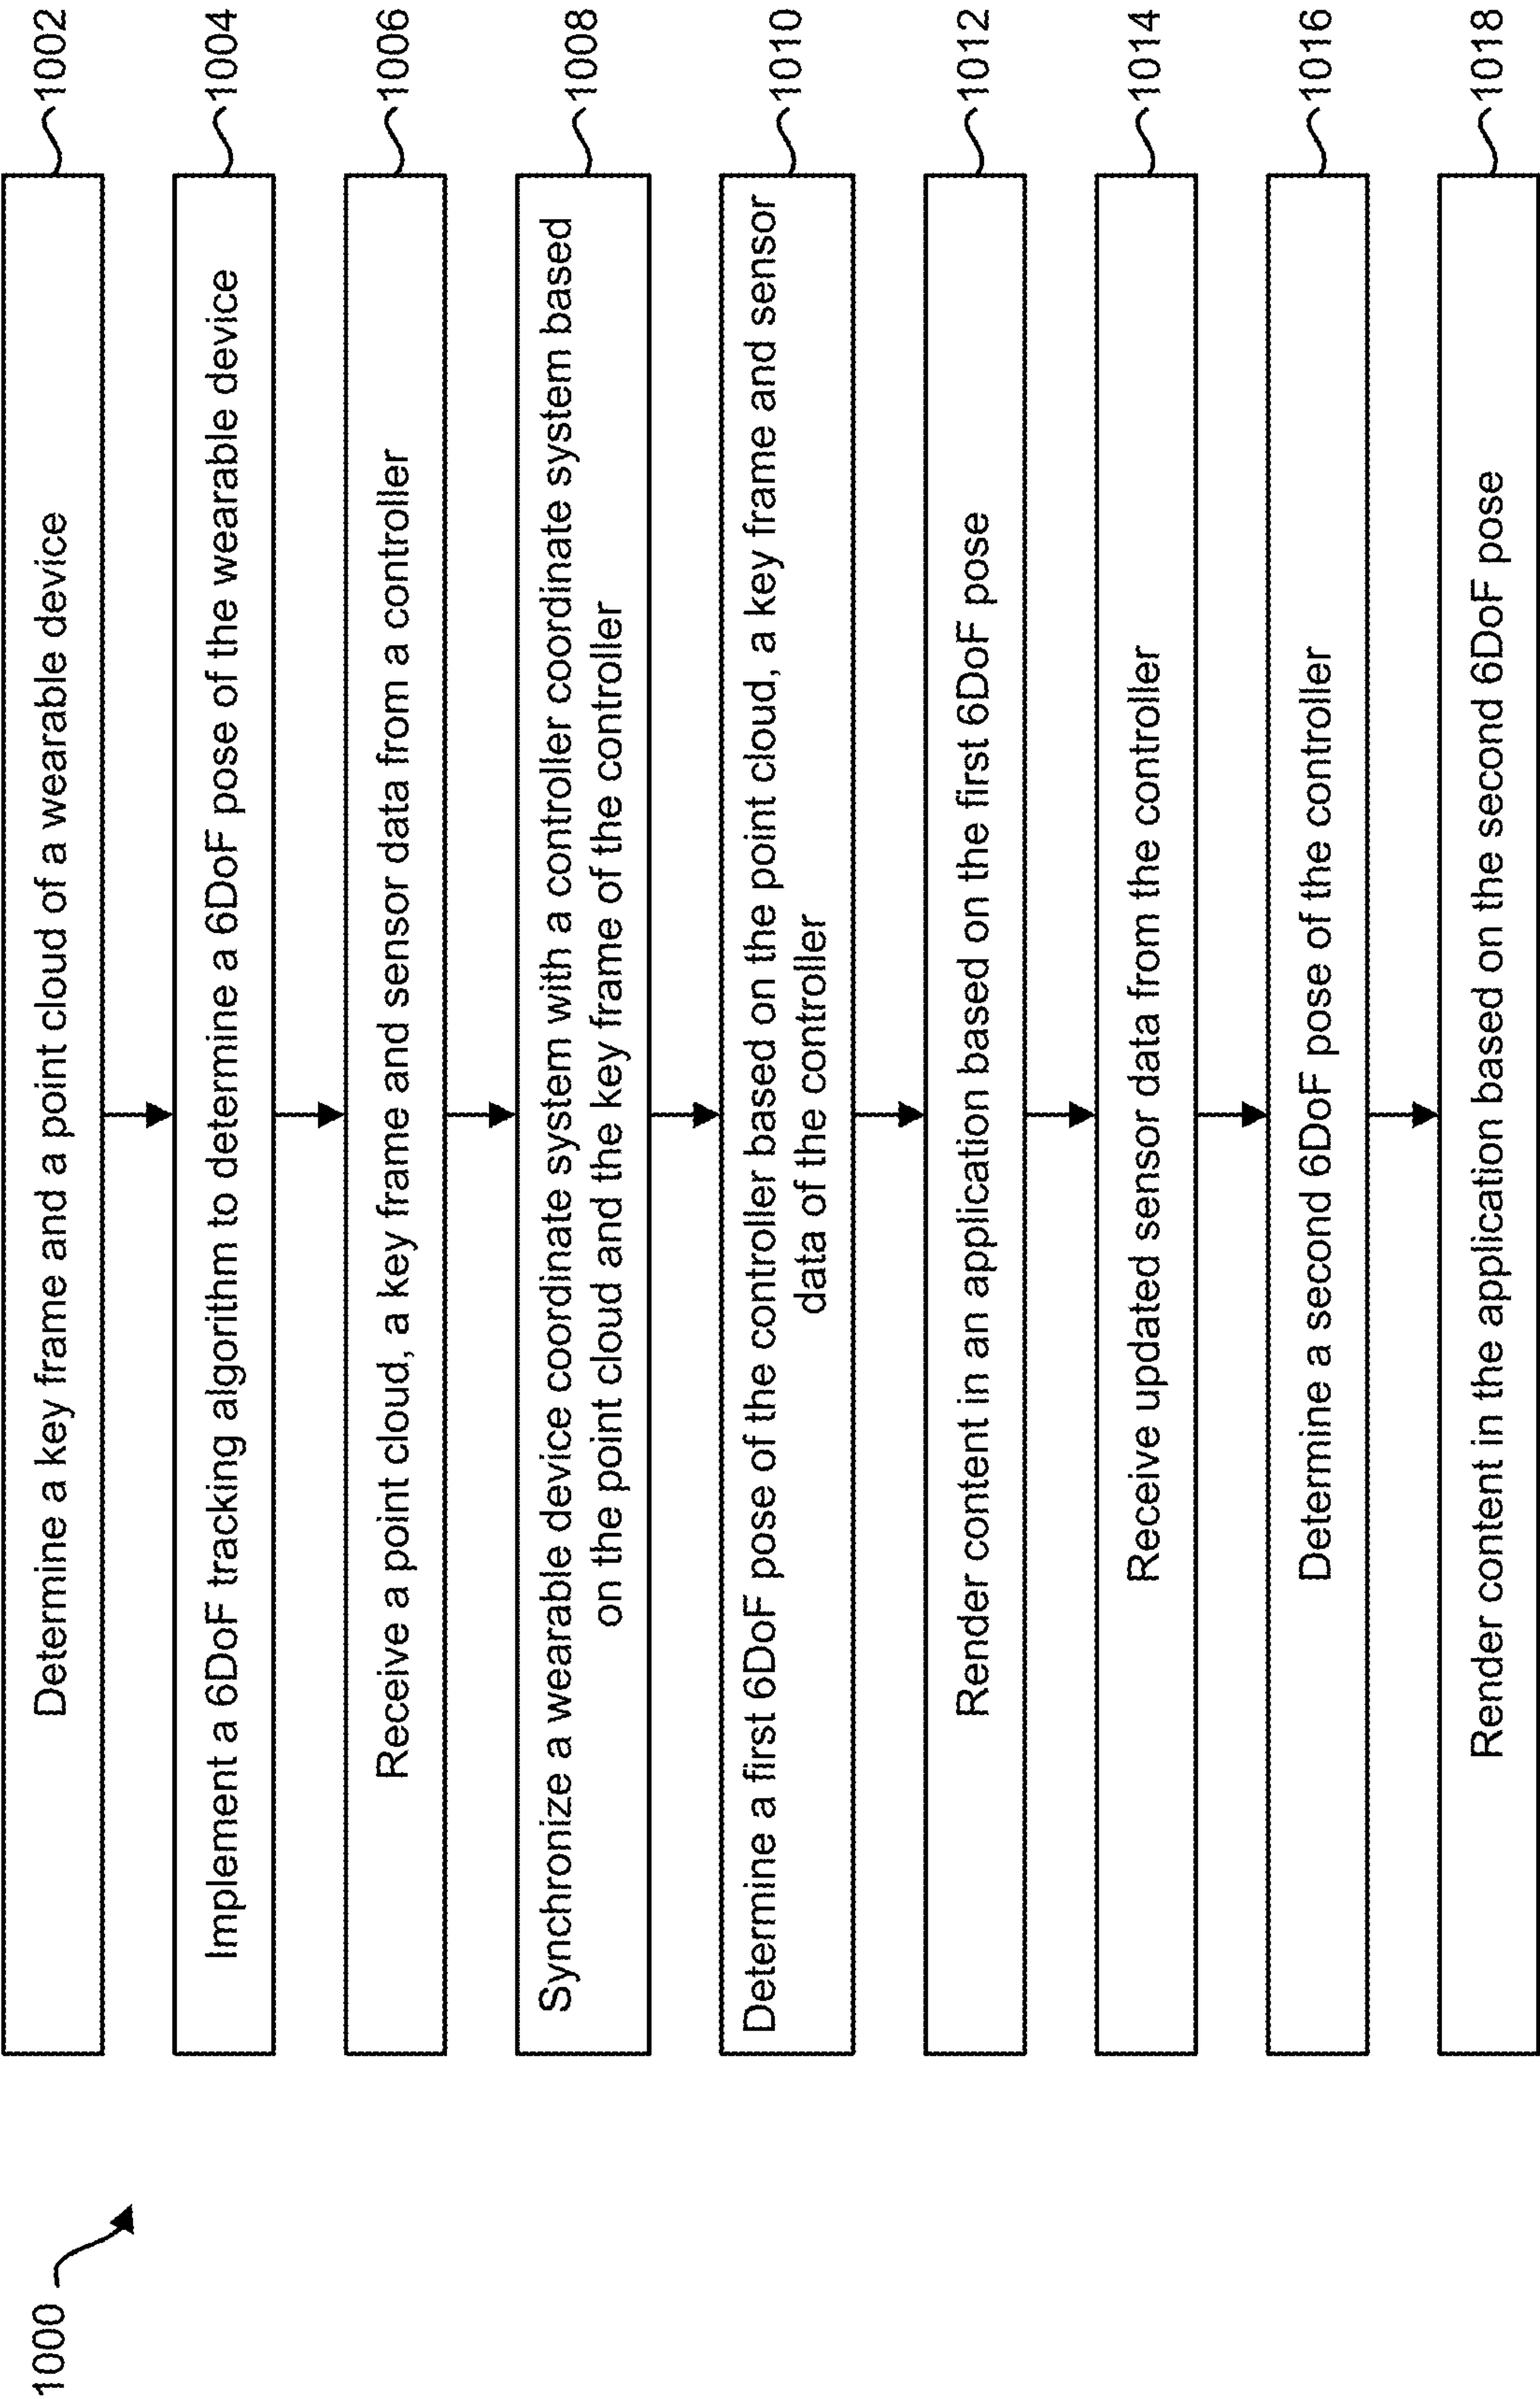 1000
Determine a key frame and a point cloud of a wearable device
1002
Implement a 6DoF tracking algorithm to determine a 6DoF pose of the wearable device
1004
Receive a point cloud, a key frame and sensor data from a controller
1006
Synchronize a wearable device coordinate system with a controller coordinate system based
on the point cloud and the key frame of the controller
1008
Determine a first 6DoF pose of the controller based on the point cloud, a key frame and sensor
data of the controller
1010
Render content in an application based on the first 6DoF pose
1012
Receive updated sensor data from the controller
1014
Determine a second 6DoF pose of the controller
1016
Render content in the application based on the second 6DoF pose
1018